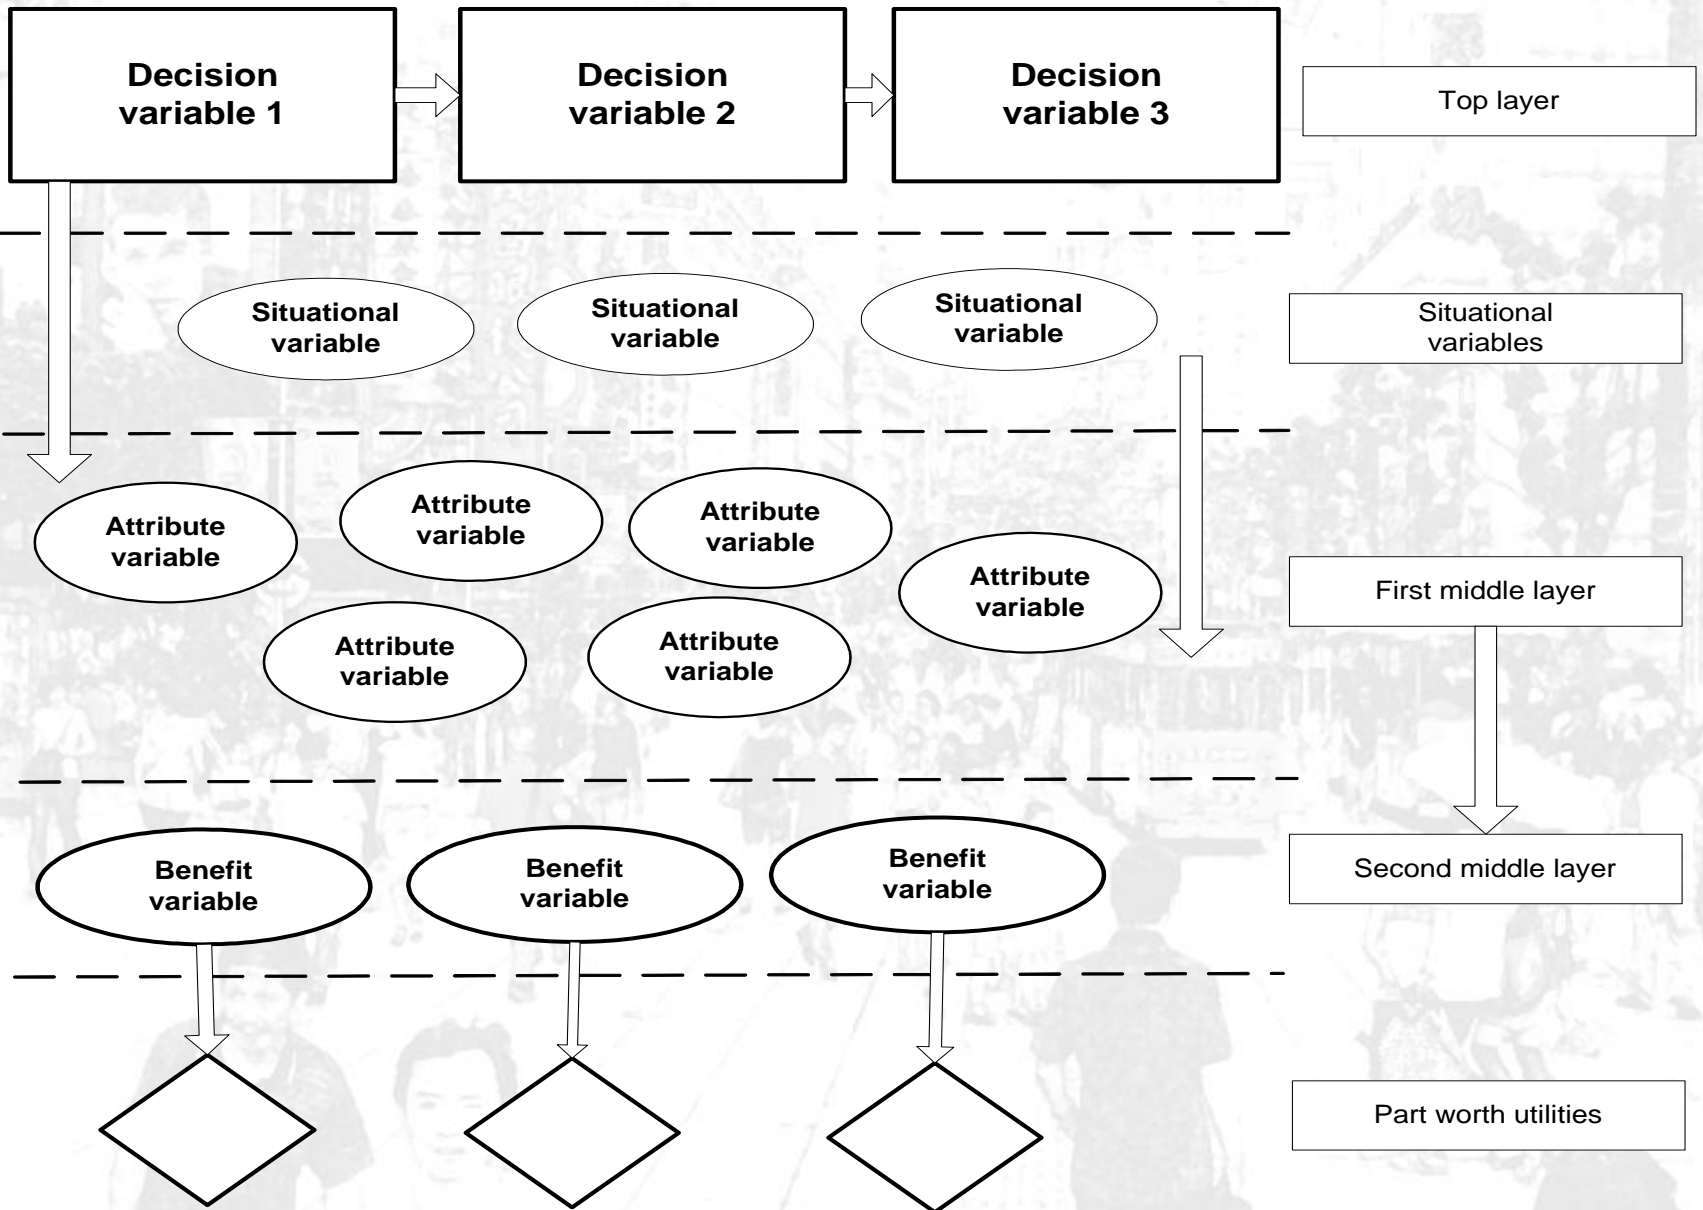 Decision
variable 1
Decision
variable 2
Decision
variable 3
Top layer
Situational
variable
Situational
variable
Situational
variable
Situational
variables
Attribute
variable
Attribute
variable
Attribute
variable
Attribute
variable
Attribute
variable
Attribute
variable
First middle layer
Benefit
variable
Benefit
variable
Benefit
variable
Second middle layer
Part worth utilities